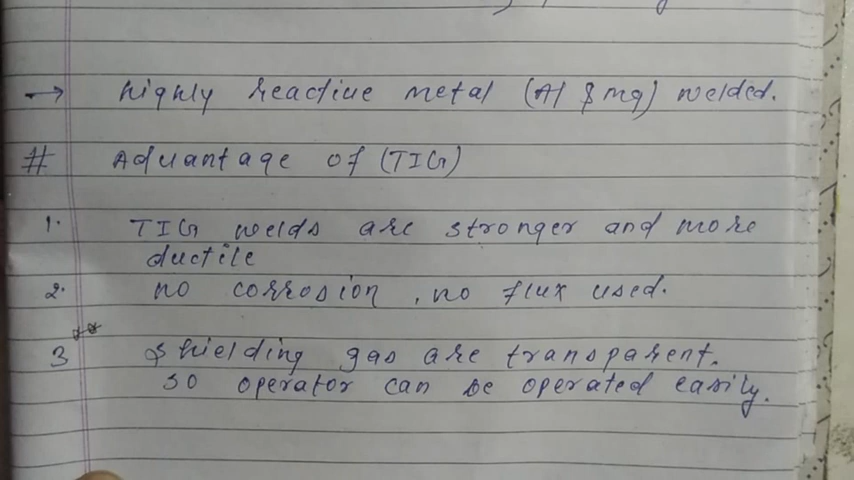 → highly reactive metal (Al & mg) welded.
# Advantage of (TIG)
1. TIG welds are stronger and more
ductile
2. no corrosion, no flux used.
3 ** shielding gas are transparent.
so operator can be operated easily.